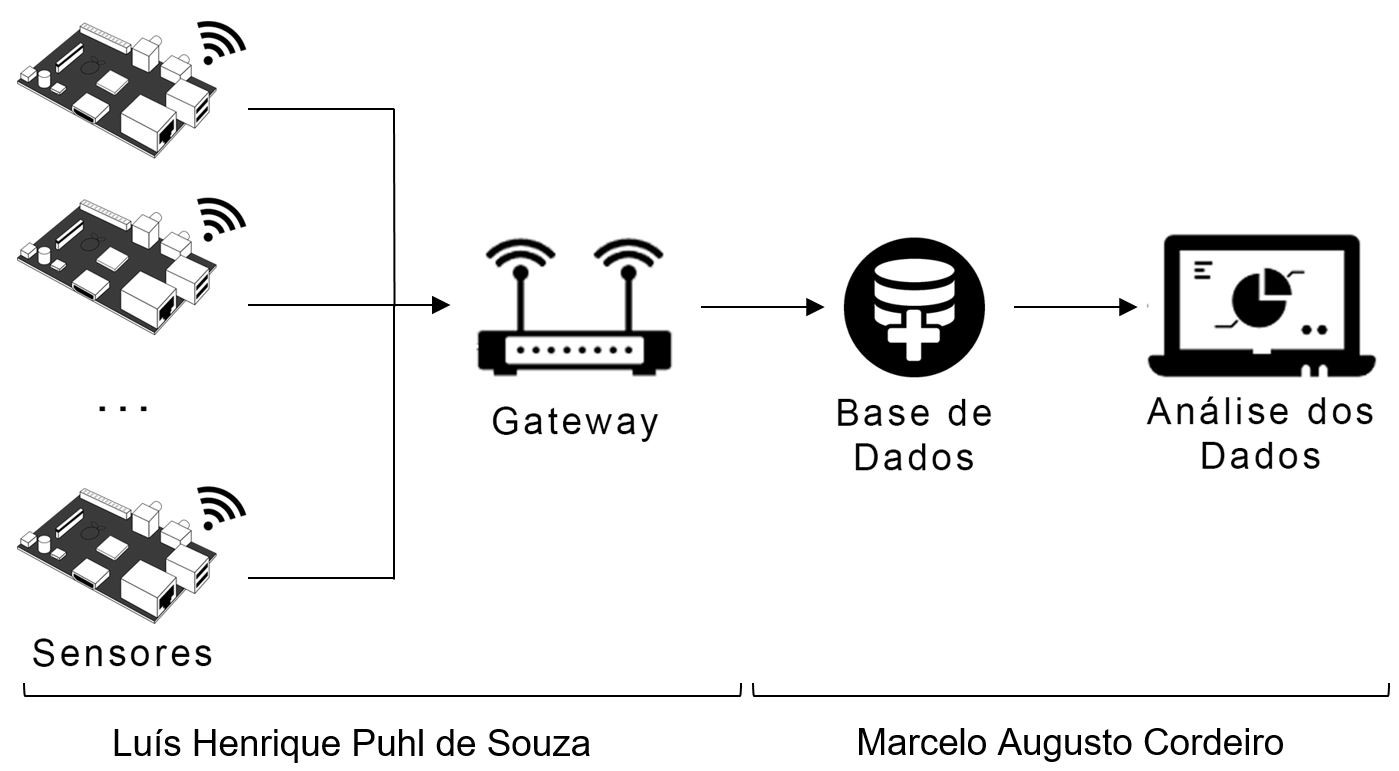 . . .
Sensores
Gateway
Base de
Dados
Análise dos
Dados
Luís Henrique Puhl de Souza
Marcelo Augusto Cordeiro